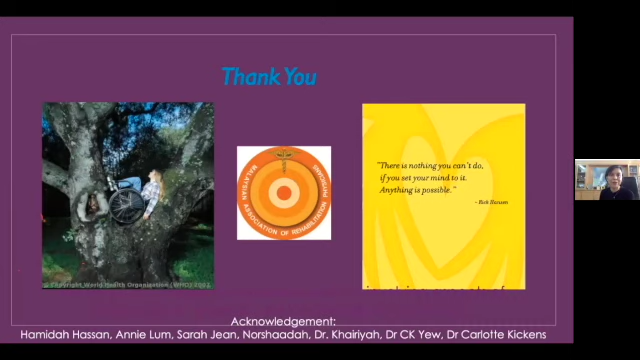 Thank You
MALAYSIAN ASSOCIATION OF REHABILITATION PHYSICIANS
"There is nothing you can't do,
if you set your mind to it.
Anything is possible."
- Rick Hansen
© Copyright World Health Organization (WHO)
Acknowledgement:
Hamidah Hassan, Annie Lum, Sarah Jean, Norshaadah, Dr. Khairiyah, Dr CK Yew, Dr Carlotte Kickens